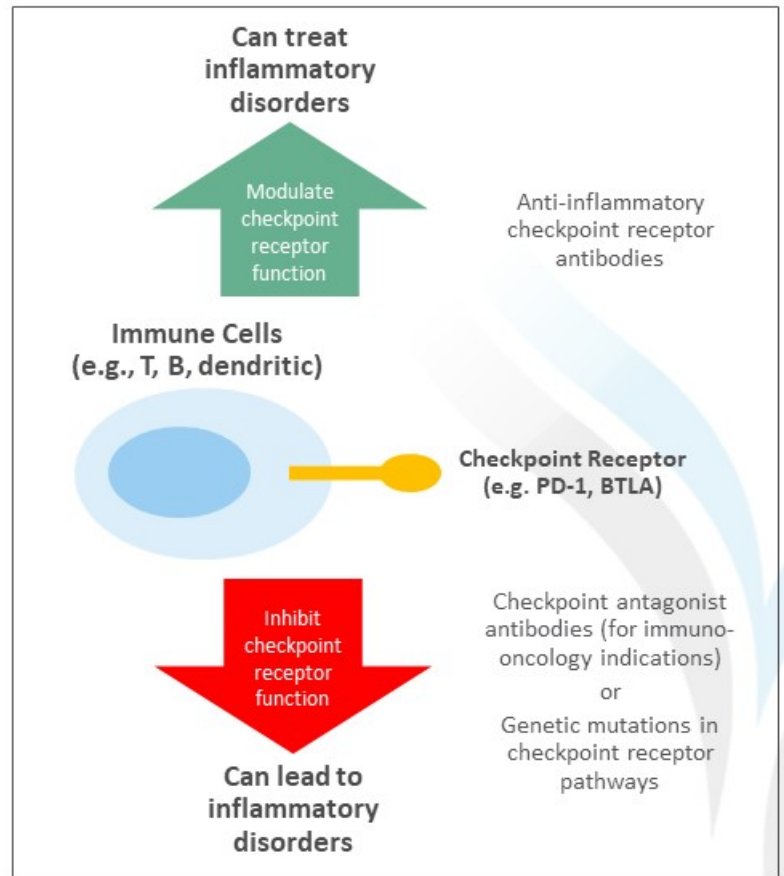 Can treat
inflammatory
disorders
Modulate
checkpoint
receptor
function
Anti-inflammatory
checkpoint receptor
antibodies
Immune Cells
(e.g., T, B, dendritic)
Checkpoint Receptor
(e.g. PD-1, BTLA)
Inhibit
checkpoint
receptor
function
Checkpoint antagonist
antibodies (for immuno-
oncology indications)
or
Genetic mutations in
checkpoint receptor
pathways
Can lead to
inflammatory
disorders